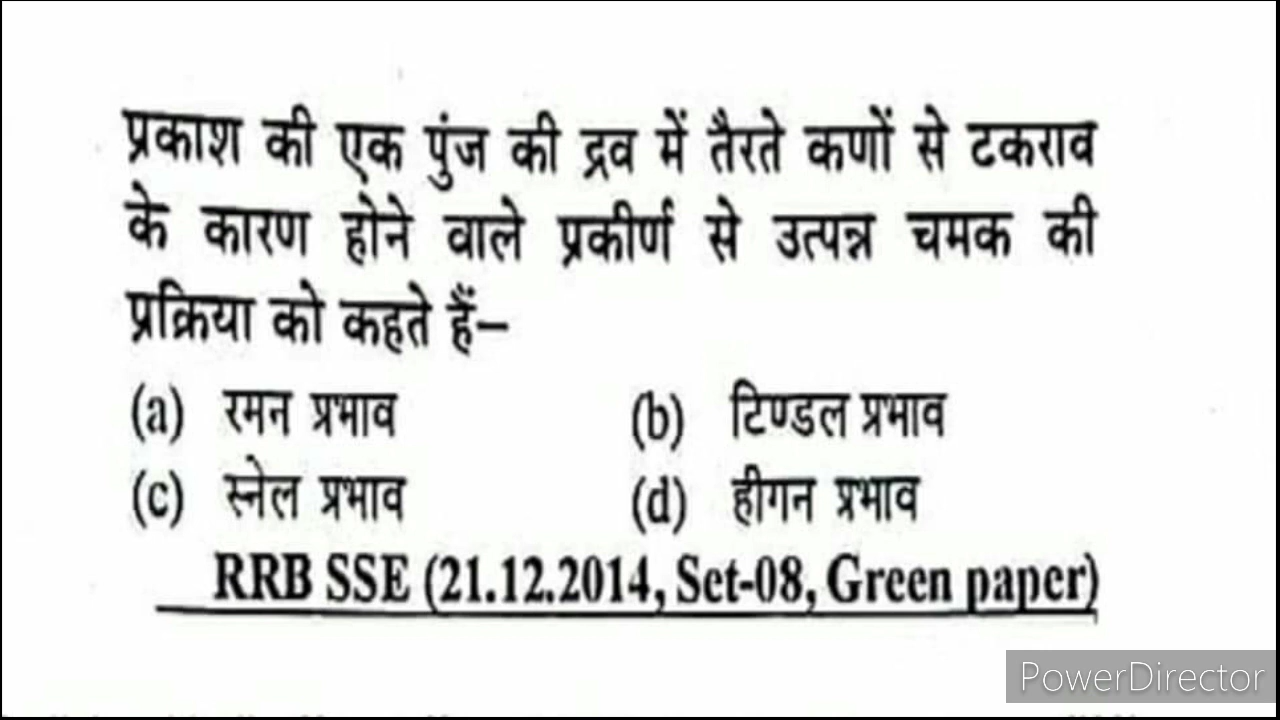 प्रकाश की एक पुंज की द्रव में तैरते कणों से टकराव
के कारण होने वाले प्रकीर्ण से उत्पन्न चमक की
प्रक्रिया को कहते हैं–
(a) रमन प्रभाव (b) टिण्डल प्रभाव
(c) स्नेल प्रभाव (d) हीगन प्रभाव
RRB SSE (21.12.2014, Set-08, Green paper)
PowerDirector